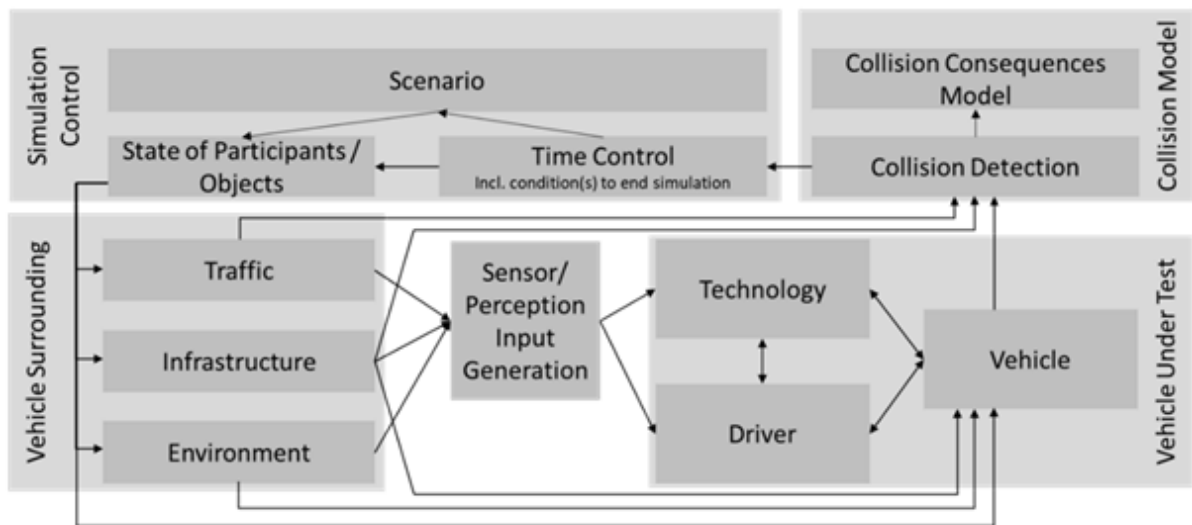 Simulation
Control
Scenario
State of Participants /
Objects
Time Control
Incl. condition(s) to end simulation
Collision Consequences
Model
Collision Detection
Collision Model
Vehicle Surrounding
Traffic
Infrastructure
Environment
Sensor/
Perception
Input
Generation
Technology
Driver
Vehicle
Vehicle Under Test